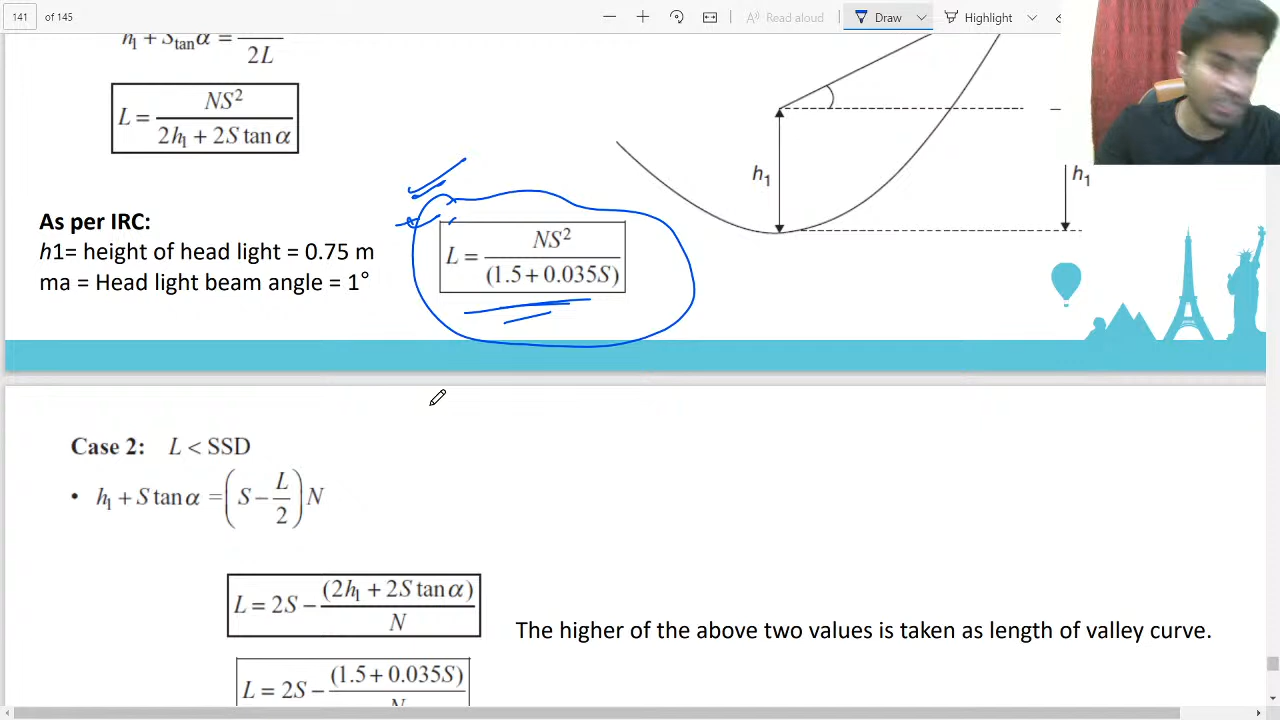 141 of 145
Read aloud
Draw
Highlight
h₁ + S tan α =
2L
L = NS² / (2h₁ + 2S tan α)
As per IRC:
h1= height of head light = 0.75 m
ma = Head light beam angle = 1°
L = NS² / (1.5 + 0.035S)
h₁
h₁
Case 2: L < SSD
• h₁ + S tan α = (S − L/2) N
L = 2S − (2h₁ + 2S tan α) / N
The higher of the above two values is taken as length of valley curve.
L = 2S − (1.5 + 0.035S) / N